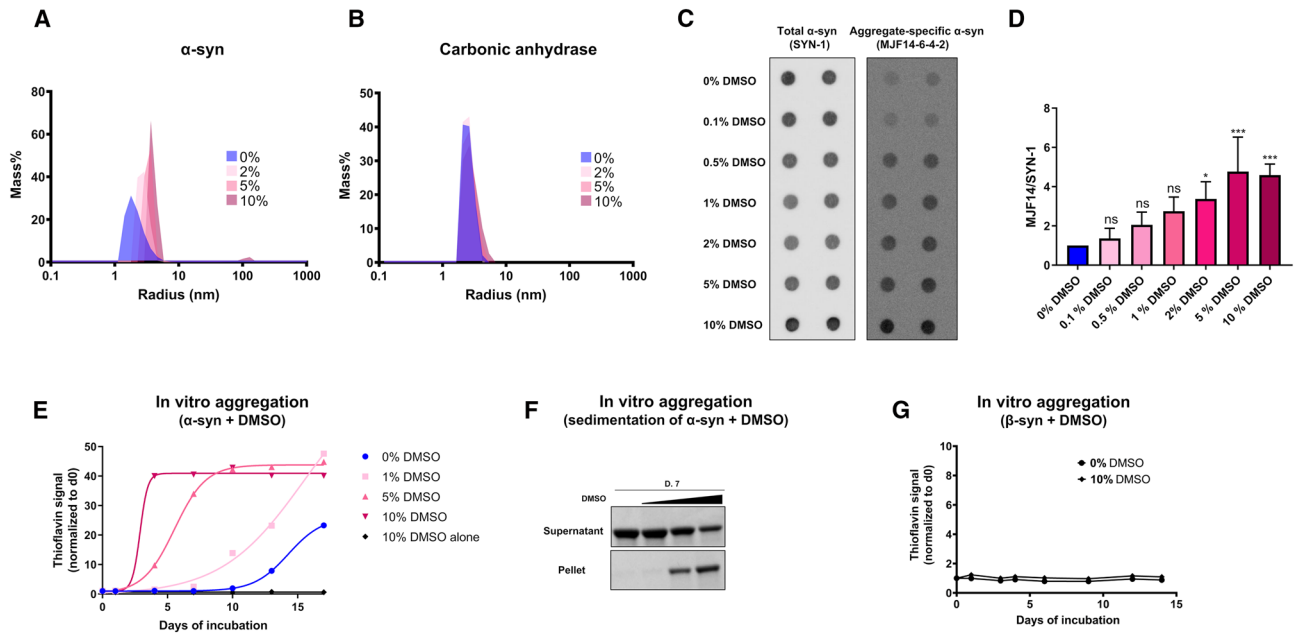 A
α-syn
Mass%
80
60
40
20
0
0.1
1
10
100
1000
Radius (nm)
0%
2%
5%
10%
B
Carbonic anhydrase
Mass%
50
40
30
20
10
0
0.1
1
10
100
1000
Radius (nm)
0%
2%
5%
10%
C
Total α-syn
(SYN-1)
Aggregate-specific α-syn
(MJF14-6-4-2)
0% DMSO
0.1% DMSO
0.5% DMSO
1% DMSO
2% DMSO
5% DMSO
10% DMSO
D
MJF14/SYN-1
8
6
4
2
0
ns
ns
ns
*
***
***
0% DMSO
0.1 % DMSO
0.5 % DMSO
1 % DMSO
2% DMSO
5 % DMSO
10 % DMSO
E
In vitro aggregation
(α-syn + DMSO)
Thioflavin signal
(normalized to d0)
50
40
30
20
10
0
0
5
10
15
Days of incubation
0% DMSO
1% DMSO
5% DMSO
10% DMSO
10% DMSO alone
F
In vitro aggregation
(sedimentation of α-syn + DMSO)
D. 7
DMSO
Supernatant
Pellet
G
In vitro aggregation
(β-syn + DMSO)
Thioflavin signal
(normalized to d0)
10
8
6
4
2
0
0
5
10
15
Days of incubation
0% DMSO
10% DMSO